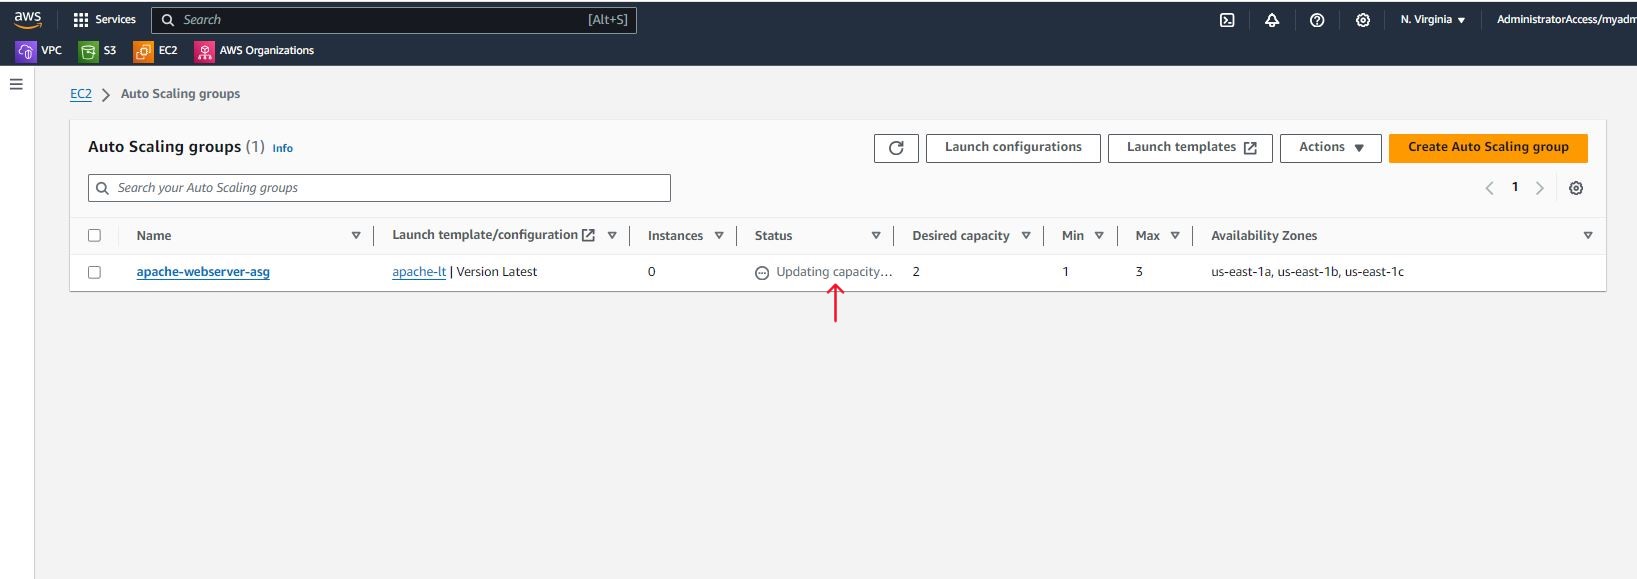 aws Services Search [Alt+S] N. Virginia AdministratorAccess/myadm
VPC S3 EC2 AWS Organizations
EC2 Auto Scaling groups
Auto Scaling groups (1) Info Launch configurations Launch templates Actions Create Auto Scaling group
Search your Auto Scaling groups 1
Name Launch template/configuration Instances Status Desired capacity Min Max Availability Zones
apache-webserver-asg apache-lt | Version Latest 0 Updating capacity... 2 1 3 us-east-1a, us-east-1b, us-east-1c